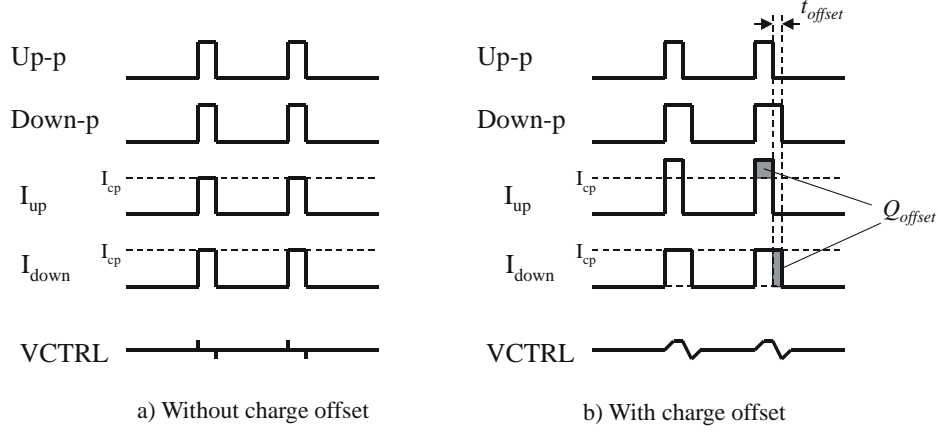 t_offset
Up-p
Up-p
Down-p
Down-p
I_cp
I_cp
I_up
I_up
Q_offset
I_cp
I_cp
I_down
I_down
VCTRL
VCTRL
a) Without charge offset
b) With charge offset